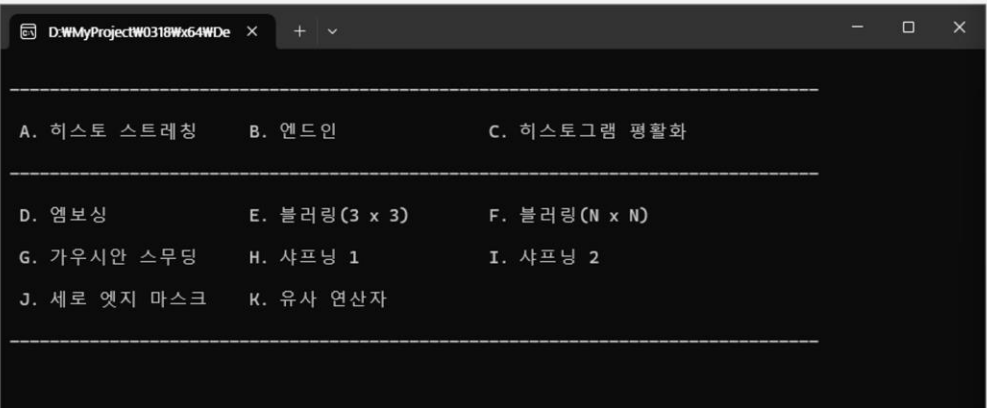 D:₩MyProject₩0318₩x64₩De
A. 히스토 스트레칭 B. 엔드인 C. 히스토그램 평활화
D. 엠보싱 E. 블러링(3 x 3) F. 블러링(N x N)
G. 가우시안 스무딩 H. 샤프닝 1 I. 샤프닝 2
J. 세로 엣지 마스크 K. 유사 연산자